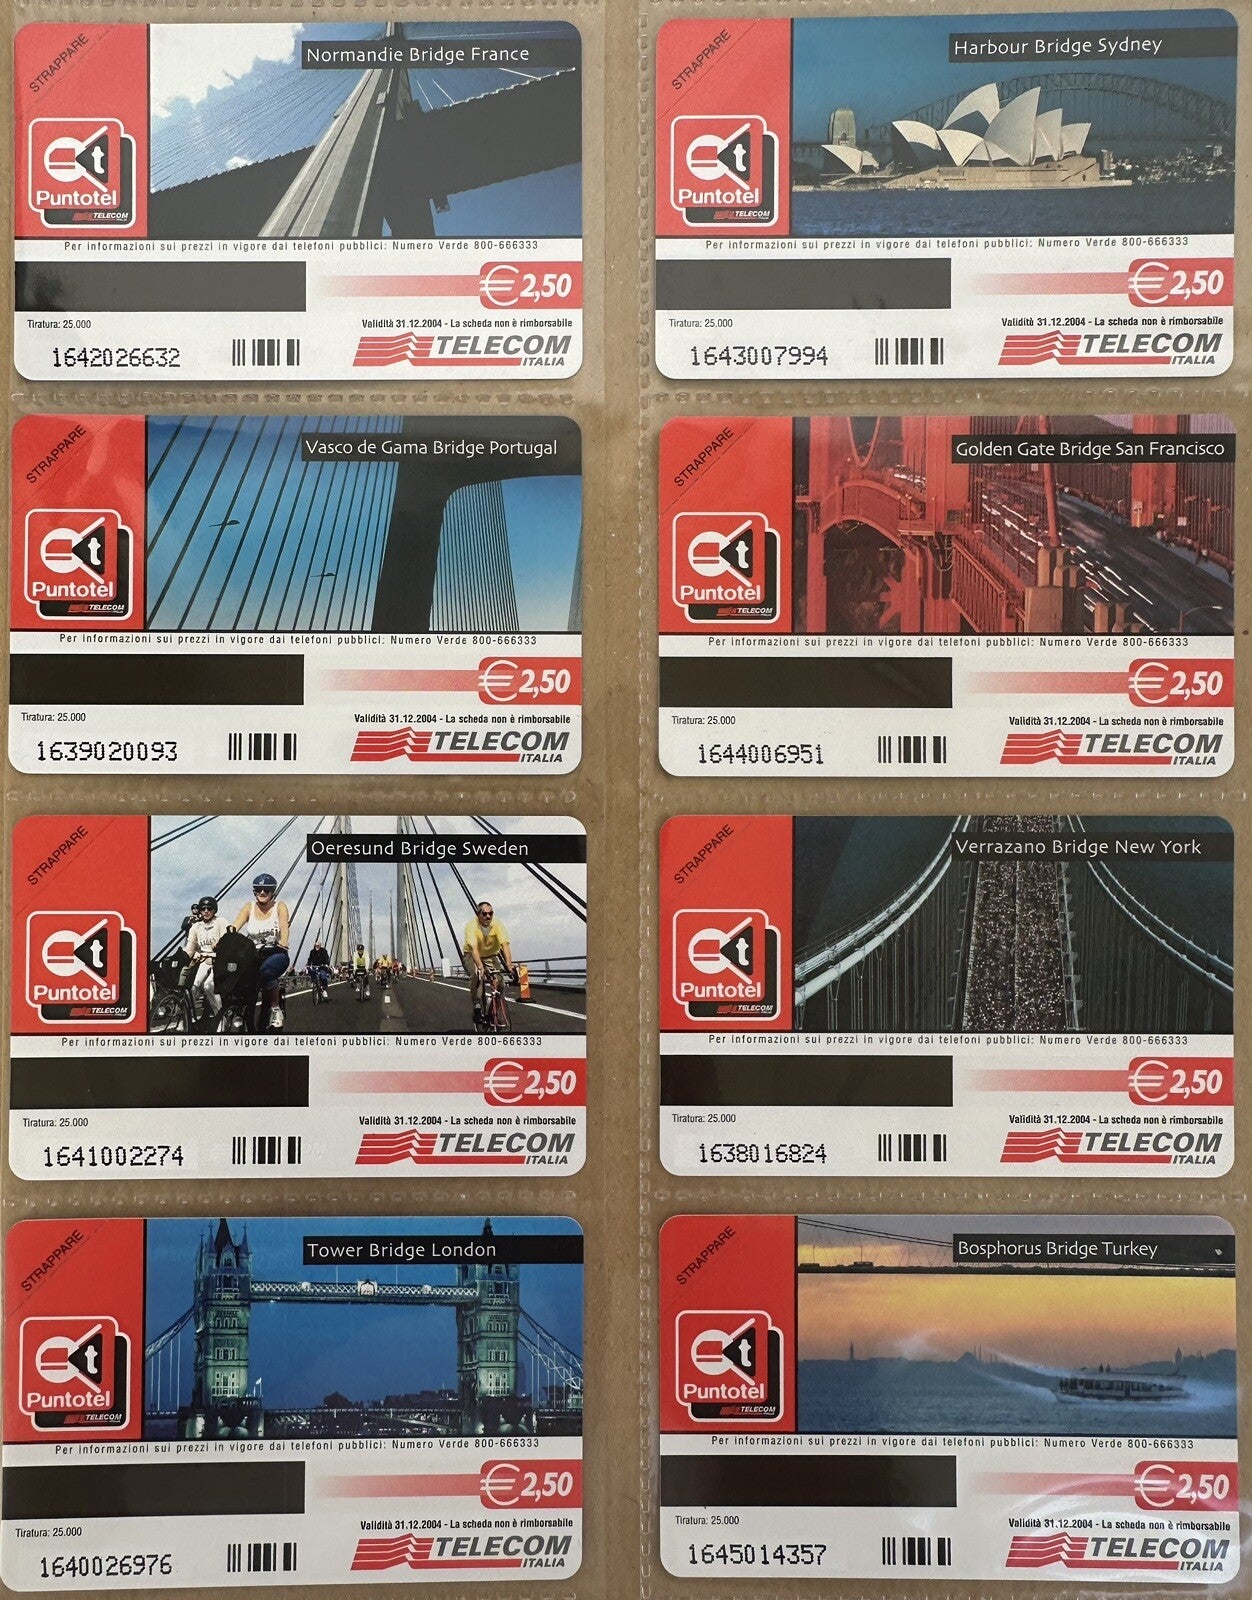 STRAPPARE
Normandie Bridge France
Puntotel
TELECOM
Per informazioni sui prezzi in vigore dai telefoni pubblici: Numero Verde 800-666333
€2,50
Tiratura: 25.000
Validità 31.12.2004 - La scheda non è rimborsabile
1642026632
TELECOM
ITALIA
STRAPPARE
Harbour Bridge Sydney
Puntotel
TELECOM
Per informazioni sui prezzi in vigore dai telefoni pubblici: Numero Verde 800-666333
€2,50
Tiratura: 25.000
Validità 31.12.2004 - La scheda non è rimborsabile
1643007994
TELECOM
ITALIA
STRAPPARE
Vasco de Gama Bridge Portugal
Puntotel
TELECOM
Per informazioni sui prezzi in vigore dai telefoni pubblici: Numero Verde 800-666333
€2,50
Tiratura: 25.000
Validità 31.12.2004 - La scheda non è rimborsabile
1639020093
TELECOM
ITALIA
STRAPPARE
Golden Gate Bridge San Francisco
Puntotel
TELECOM
Per informazioni sui prezzi in vigore dai telefoni pubblici: Numero Verde 800-666333
€2,50
Tiratura: 25.000
Validità 31.12.2004 - La scheda non è rimborsabile
1644006951
TELECOM
ITALIA
STRAPPARE
Oeresund Bridge Sweden
Puntotel
TELECOM
Per informazioni sui prezzi in vigore dai telefoni pubblici: Numero Verde 800-666333
€2,50
Tiratura: 25.000
Validità 31.12.2004 - La scheda non è rimborsabile
1641002274
TELECOM
ITALIA
STRAPPARE
Verrazano Bridge New York
Puntotel
TELECOM
Per informazioni sui prezzi in vigore dai telefoni pubblici: Numero Verde 800-666333
€2,50
Tiratura: 25.000
Validità 31.12.2004 - La scheda non è rimborsabile
1638016824
TELECOM
ITALIA
STRAPPARE
Tower Bridge London
Puntotel
TELECOM
Per informazioni sui prezzi in vigore dai telefoni pubblici: Numero Verde 800-666333
€2,50
Tiratura: 25.000
Validità 31.12.2004 - La scheda non è rimborsabile
1640026976
TELECOM
ITALIA
STRAPPARE
Bosphorus Bridge Turkey
Puntotel
TELECOM
Per informazioni sui prezzi in vigore dai telefoni pubblici: Numero Verde 800-666333
€2,50
Tiratura: 25.000
Validità 31.12.2004 - La scheda non è rimborsabile
1645014357
TELECOM
ITALIA